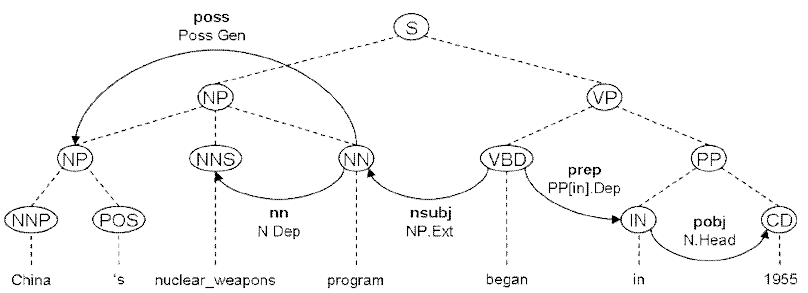 poss
Poss Gen
S
NP
VP
NP
NNS
NN
VBD
PP
prep
PP[in].Dep
NNP
POS
nn
N Dep
nsubj
NP.Ext
IN
pobj
N.Head
CD
China
's
nuclear_weapons
program
began
in
1955